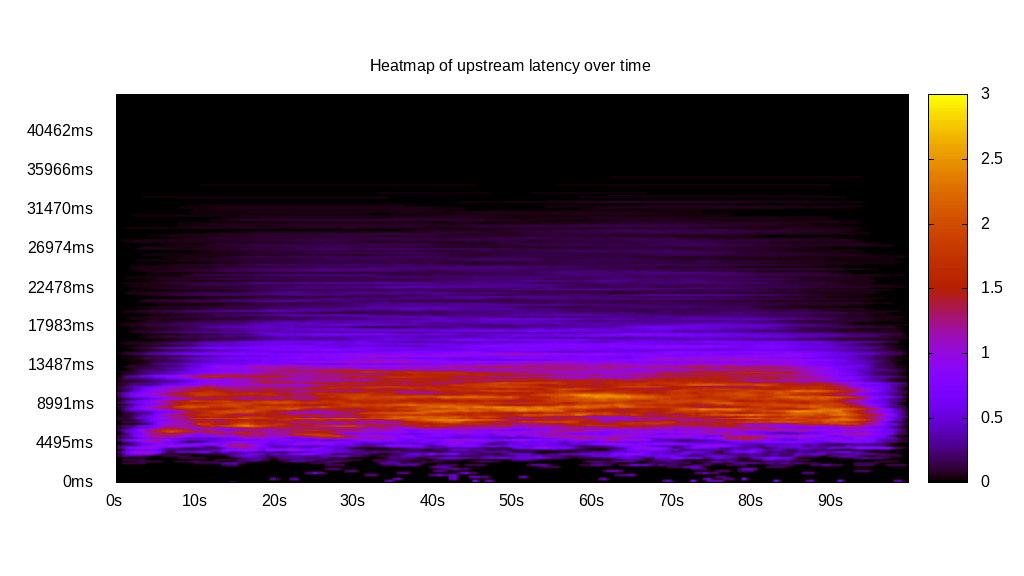 Heatmap of upstream latency over time
40462ms
35966ms
31470ms
26974ms
22478ms
17983ms
13487ms
8991ms
4495ms
0ms
0s 10s 20s 30s 40s 50s 60s 70s 80s 90s
3
2.5
2
1.5
1
0.5
0